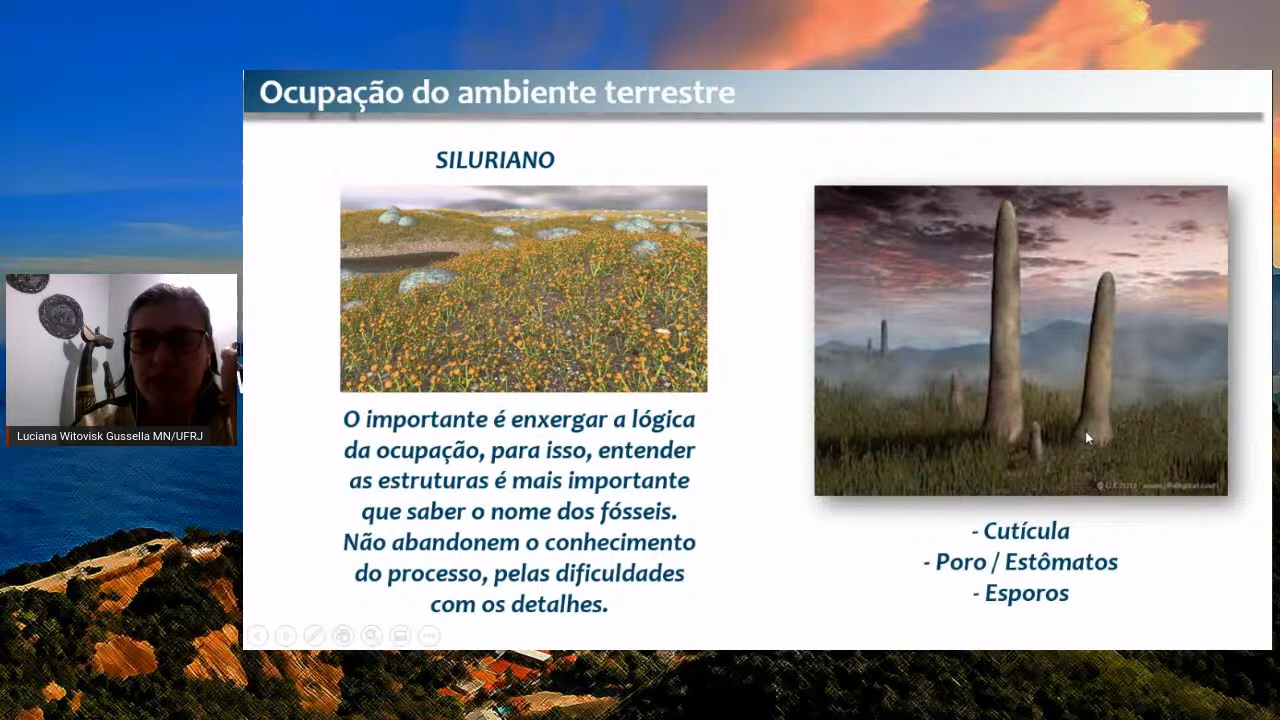 Ocupação do ambiente terrestre
SILURIANO
O importante é enxergar a lógica
da ocupação, para isso, entender
as estruturas é mais importante
que saber o nome dos fósseis.
Não abandonem o conhecimento
do processo, pelas dificuldades
com os detalhes.
- Cutícula
- Poro / Estômatos
- Esporos
Luciana Witovisk Gussella MN/UFRJ